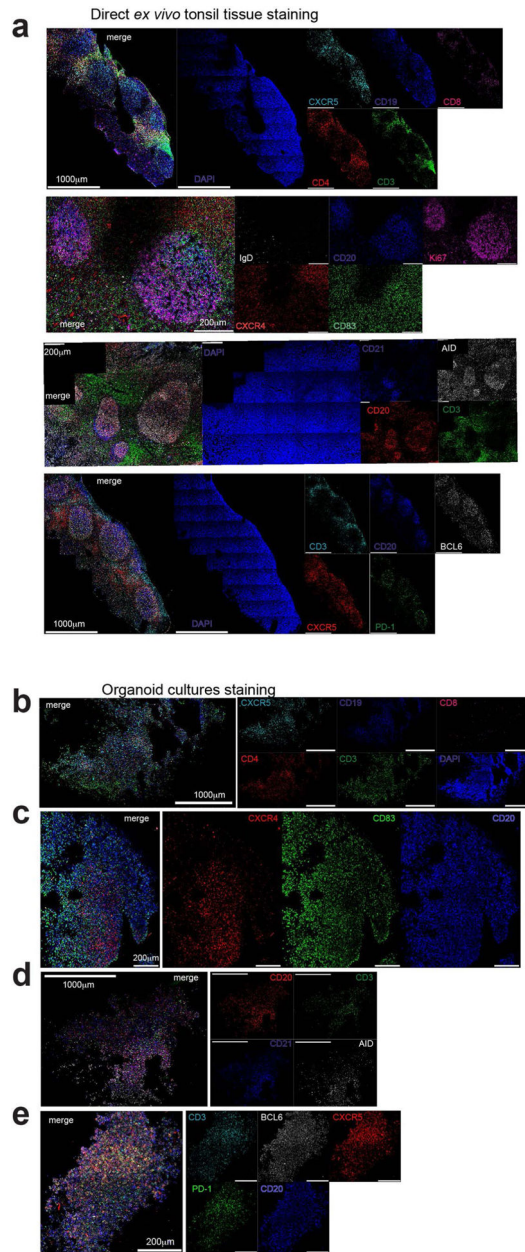 Direct ex vivo tonsil tissue staining
a
merge
CXCR5
CD19
CD8
1000μm
DAPI
CD4
CD3
IgD
CD20
Ki67
merge
200μm
CXCR4
CD83
200μm
DAPI
CD21
AID
merge
CD20
CD3
merge
CD3
CD20
BCL6
1000μm
DAPI
CXCR5
PD-1
Organoid cultures staining
b
merge
CXCR5
CD19
CD8
1000μm
CD4
CD3
DAPI
c
merge
CXCR4
CD83
CD20
200μm
d
1000μm
merge
CD20
CD3
CD21
AID
e
merge
CD3
BCL6
CXCR5
PD-1
CD20
200μm